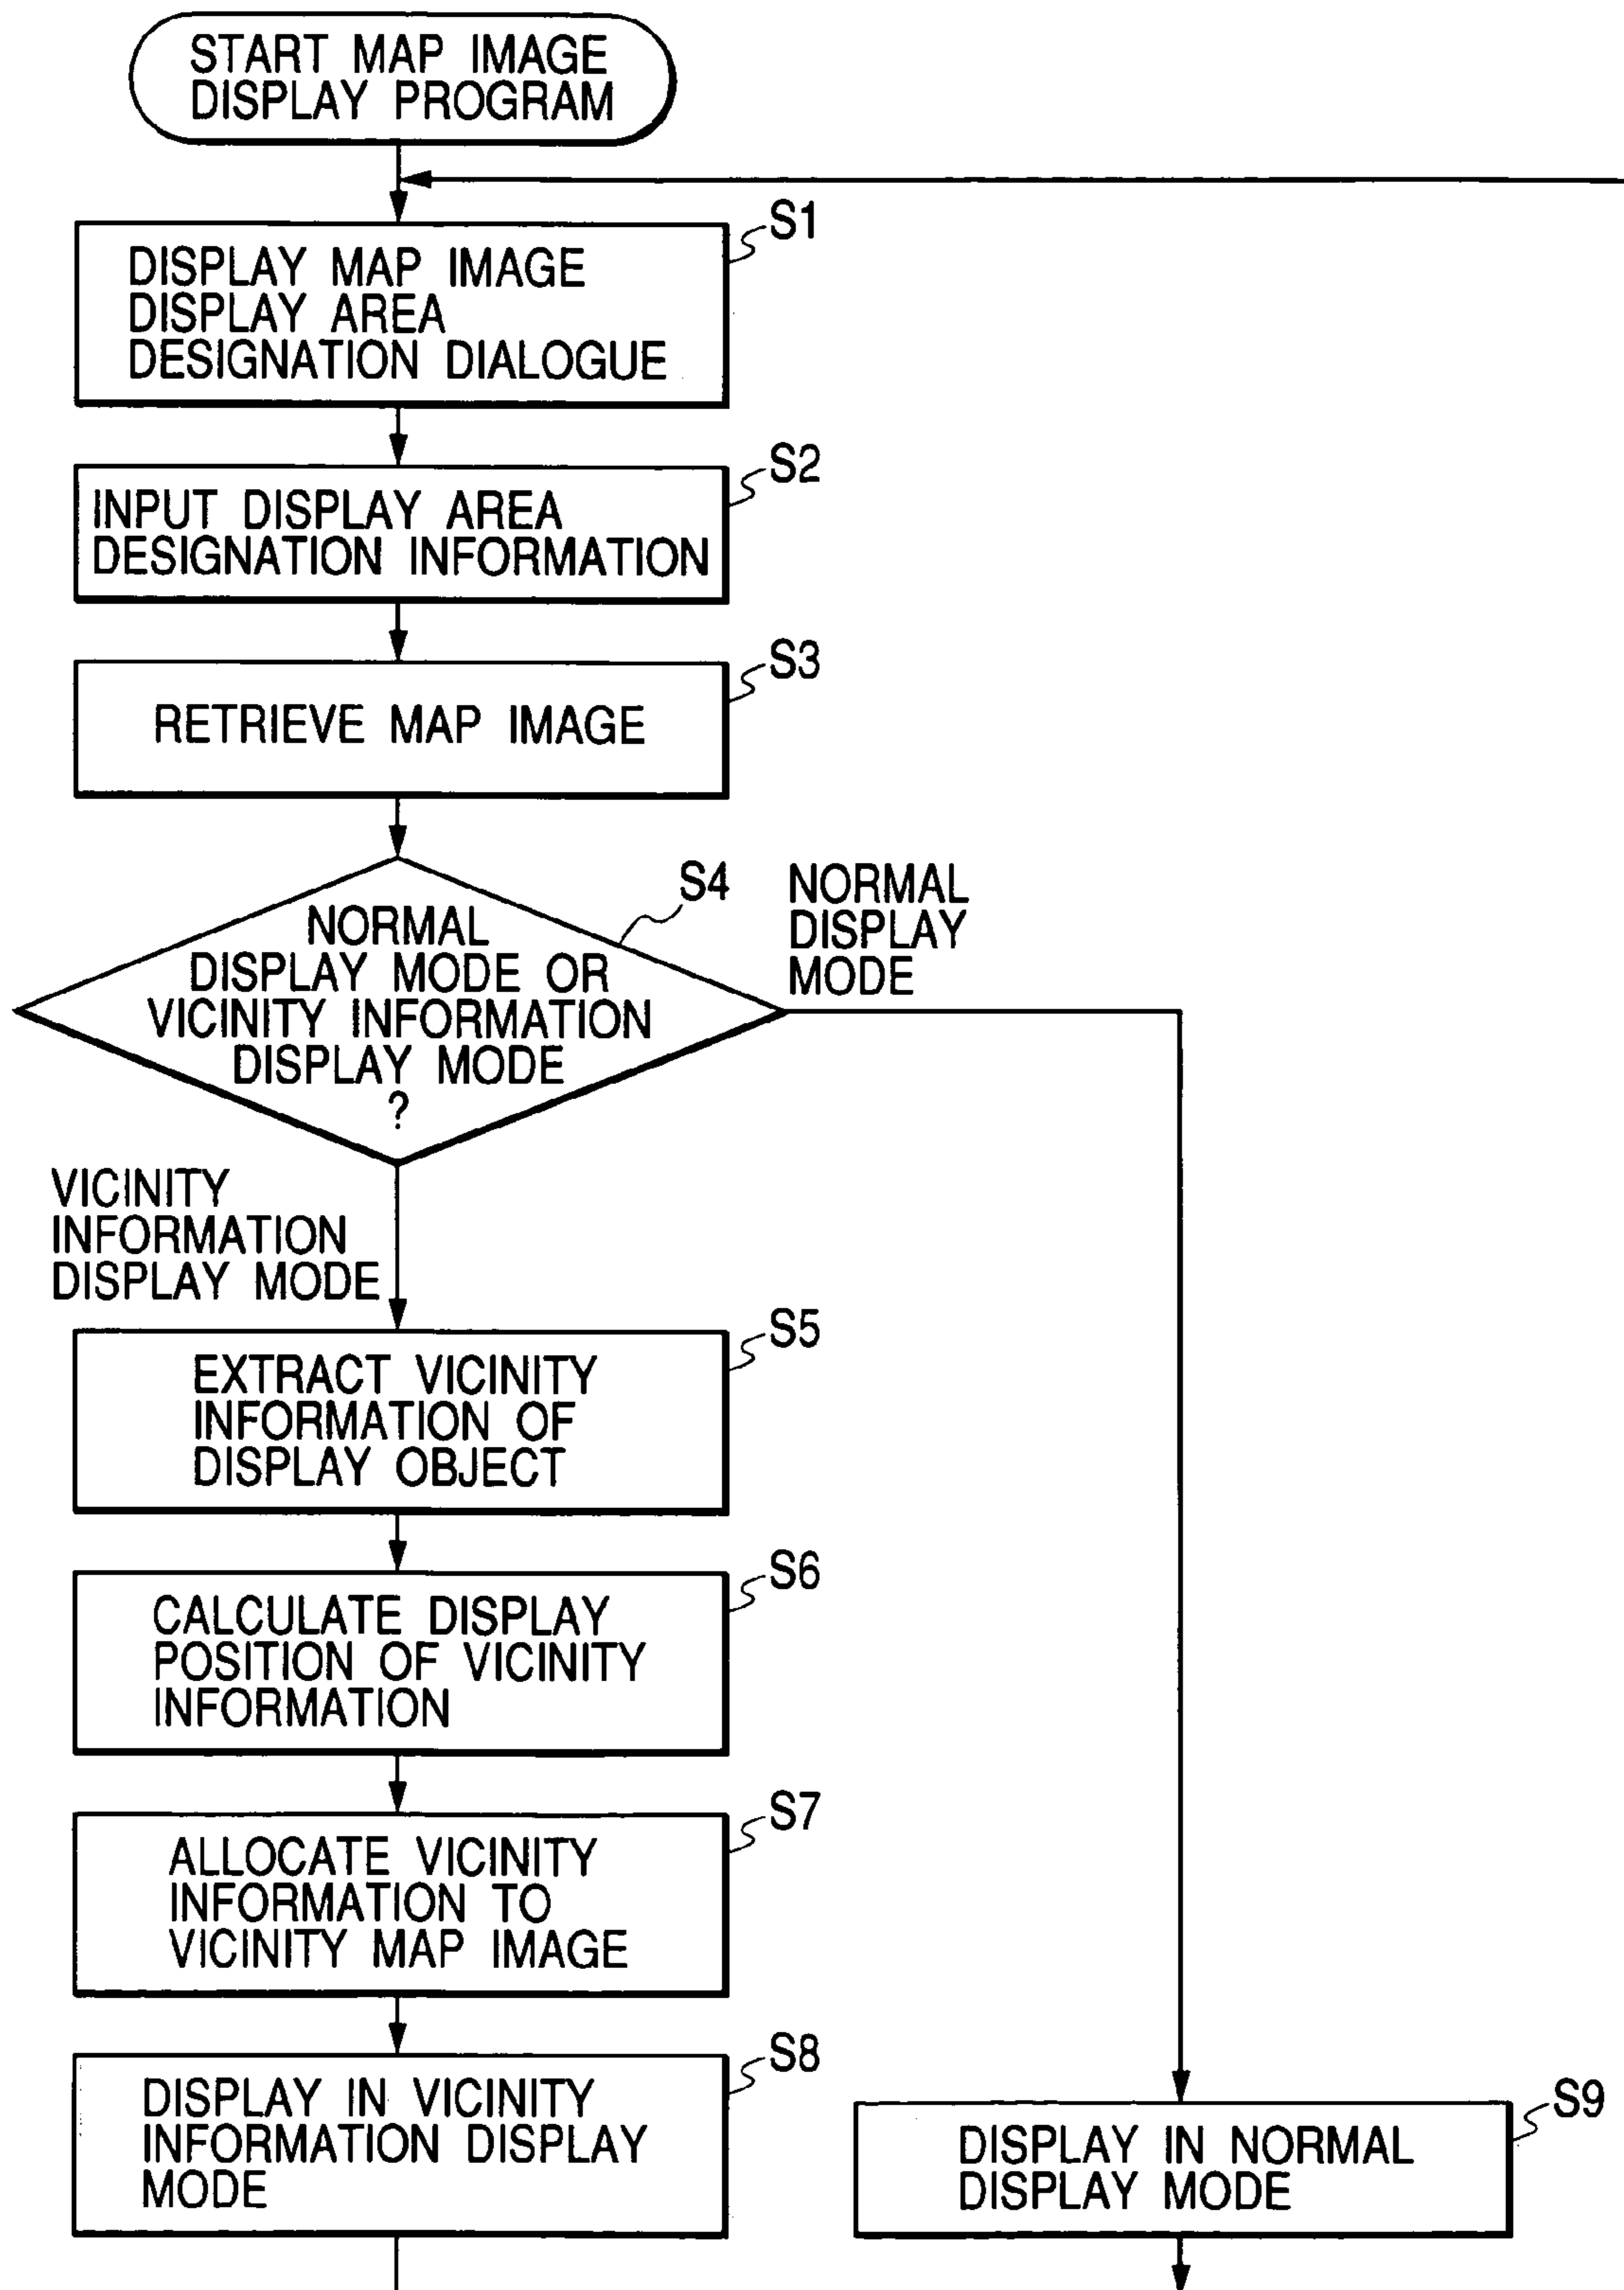 START MAP IMAGE
DISPLAY PROGRAM
S1
DISPLAY MAP IMAGE
DISPLAY AREA
DESIGNATION DIALOGUE
S2
INPUT DISPLAY AREA
DESIGNATION INFORMATION
S3
RETRIEVE MAP IMAGE
S4
NORMAL
DISPLAY MODE OR
VICINITY INFORMATION
DISPLAY MODE
?
NORMAL
DISPLAY
MODE
VICINITY
INFORMATION
DISPLAY MODE
S5
EXTRACT VICINITY
INFORMATION OF
DISPLAY OBJECT
S6
CALCULATE DISPLAY
POSITION OF VICINITY
INFORMATION
S7
ALLOCATE VICINITY
INFORMATION TO
VICINITY MAP IMAGE
S8
DISPLAY IN VICINITY
INFORMATION DISPLAY
MODE
S9
DISPLAY IN NORMAL
DISPLAY MODE